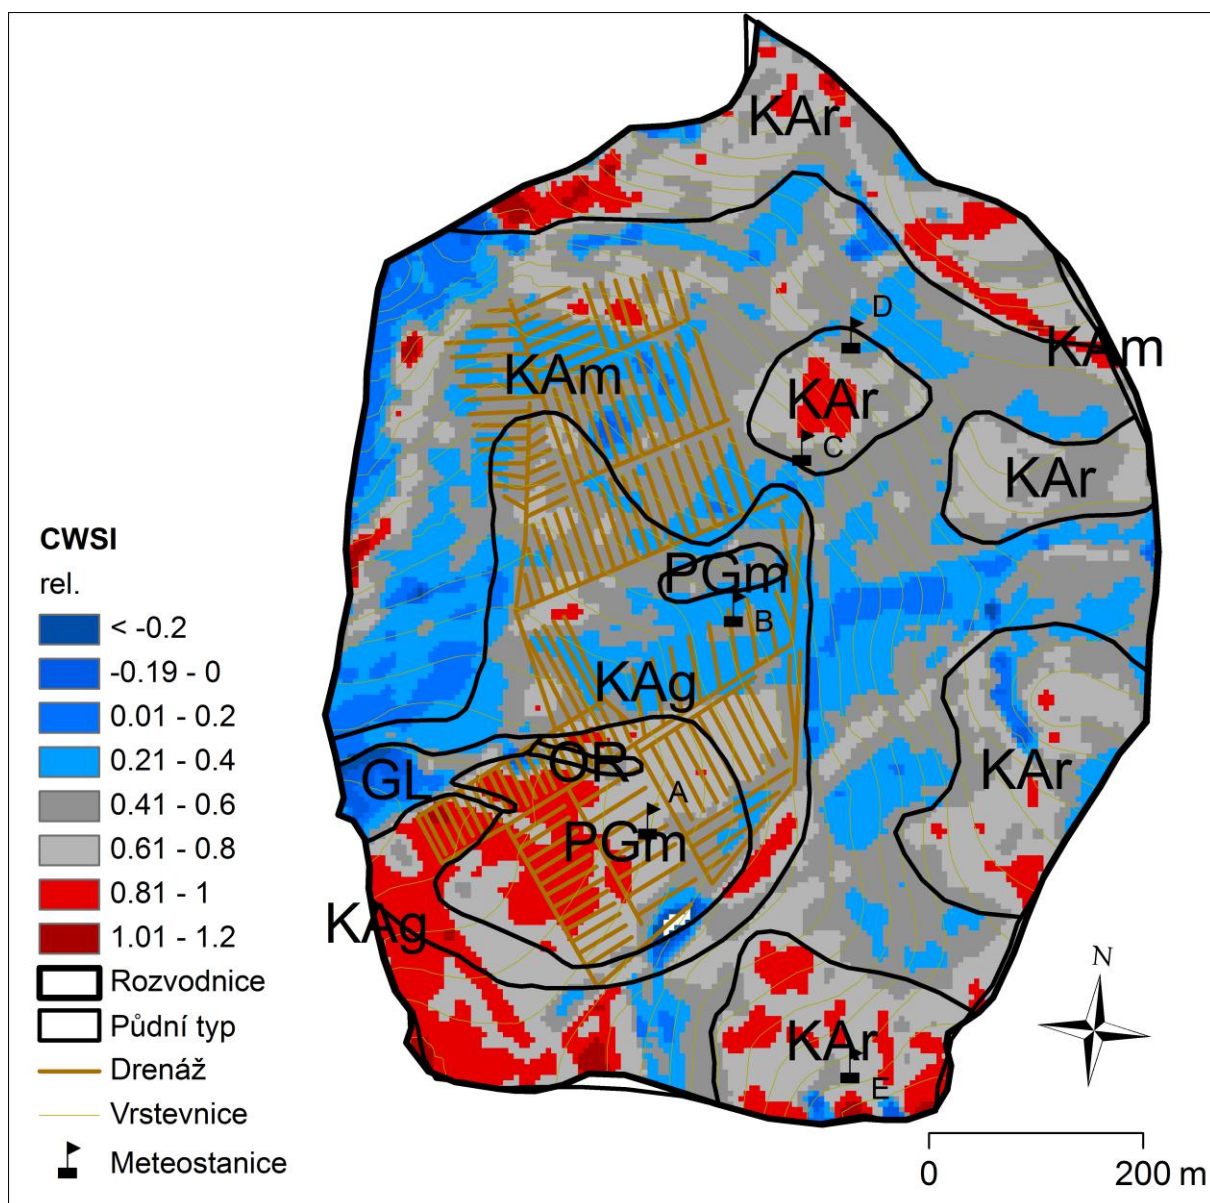 KAr
D
KAm
KAm
KAr
C
KAr
PGm
B
KAg
OR
GL
A
PGm
KAr
KAg
KAr
E
CWSI
rel.
< -0.2
-0.19 - 0
0.01 - 0.2
0.21 - 0.4
0.41 - 0.6
0.61 - 0.8
0.81 - 1
1.01 - 1.2
Rozvodnice
Půdní typ
Drenáž
Vrstevnice
Meteostanice
N
0 200 m